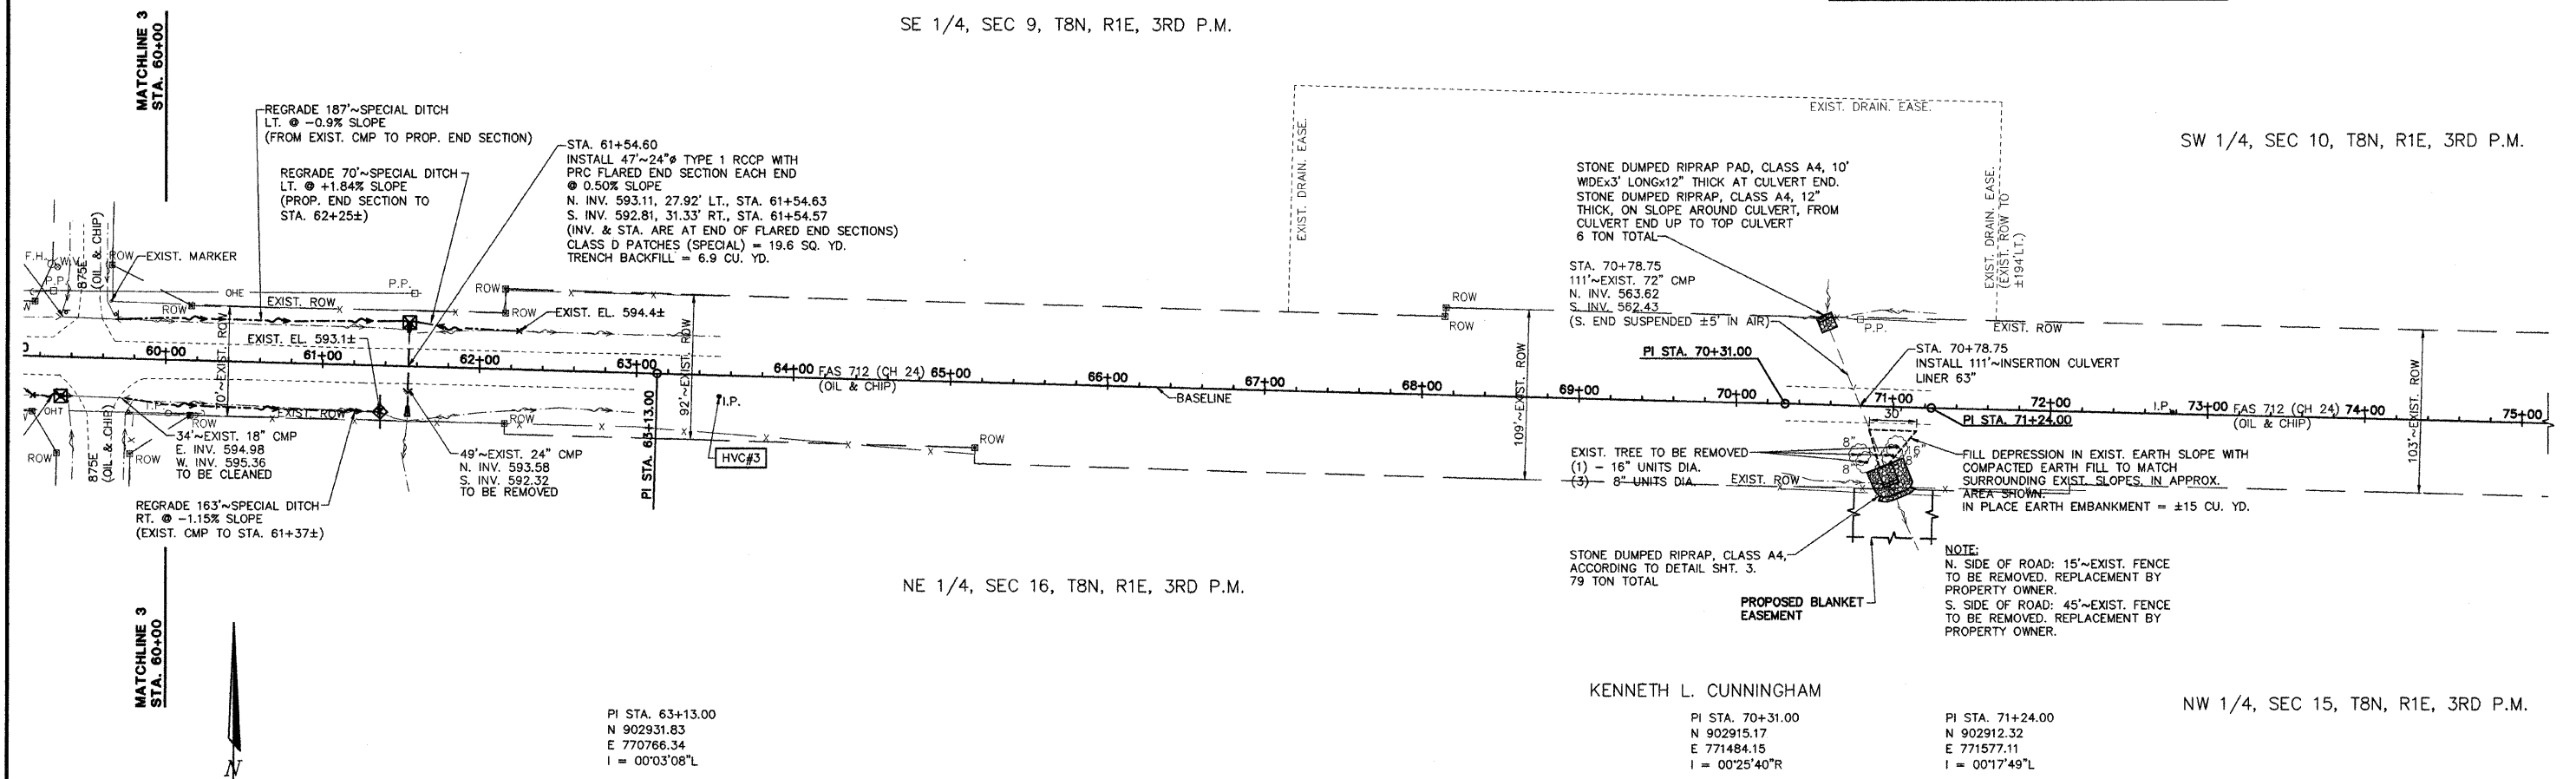 SE 1/4, SEC 9, T8N, R1E, 3RD P.M.
SW 1/4, SEC 10, T8N, R1E, 3RD P.M.
MATCHLINE 3
STA. 60+00
REGRADE 187'~SPECIAL DITCH
LT. @ -0.9% SLOPE
(FROM EXIST. CMP TO PROP. END SECTION)
REGRADE 70'~SPECIAL DITCH
LT. @ +1.84% SLOPE
(PROP. END SECTION TO
STA. 62+25±)
STA. 61+54.60
INSTALL 47'~24"ø TYPE 1 RCCP WITH
PRC FLARED END SECTION EACH END
@ 0.50% SLOPE
N. INV. 593.11, 27.92' LT., STA. 61+54.63
S. INV. 592.81, 31.33' RT., STA. 61+54.57
(INV. & STA. ARE AT END OF FLARED END SECTIONS)
CLASS D PATCHES (SPECIAL) = 19.6 SQ. YD.
TRENCH BACKFILL = 6.9 CU. YD.
EXIST. DRAIN. EASE.
EXIST. DRAIN. EASE.
EXIST. DRAIN. EASE.
(EXIST. ROW TO
±194'LT.)
STONE DUMPED RIPRAP PAD, CLASS A4, 10'
WIDEx3' LONGx12" THICK AT CULVERT END.
STONE DUMPED RIPRAP, CLASS A4, 12"
THICK, ON SLOPE AROUND CULVERT, FROM
CULVERT END UP TO TOP CULVERT
6 TON TOTAL
STA. 70+78.75
111'~EXIST. 72" CMP
N. INV. 563.62
S. INV. 562.43
(S. END SUSPENDED ±5' IN AIR)
F.H.
W.V.
P.P.
875E
(OIL & CHIP)
ROW
EXIST. MARKER
OHE
P.P.
EXIST. ROW
ROW
ROW
ROW
EXIST. EL. 594.4±
EXIST. EL. 593.1±
70'~EXIST. ROW
92'~EXIST. ROW
ROW
ROW
P.P.
EXIST. ROW
PI STA. 70+31.00
STA. 70+78.75
INSTALL 111'~INSERTION CULVERT
LINER 63"
60+00
61+00
62+00
63+00
64+00
FAS 712 (CH 24)
(OIL & CHIP)
65+00
66+00
67+00
68+00
69+00
70+00
71+00
72+00
73+00
FAS 712 (CH 24)
(OIL & CHIP)
74+00
75+00
BASELINE
I.P.
I.P.
30'
PI STA. 71+24.00
PI STA. 63+13.00
HVC#3
109'~EXIST. ROW
103'~EXIST. ROW
OHT
T.P.
EXIST. ROW
ROW
ROW
ROW
ROW
ROW
875E
(OIL & CHIP)
34'~EXIST. 18" CMP
E. INV. 594.98
W. INV. 595.36
TO BE CLEANED
49'~EXIST. 24" CMP
N. INV. 593.58
S. INV. 592.32
TO BE REMOVED
REGRADE 163'~SPECIAL DITCH
RT. @ -1.15% SLOPE
(EXIST. CMP TO STA. 61+37±)
EXIST. TREE TO BE REMOVED
(1) - 16" UNITS DIA.
(3) - 8" UNITS DIA.
EXIST. ROW
8"
8"
16"
8"
FILL DEPRESSION IN EXIST. EARTH SLOPE WITH
COMPACTED EARTH FILL TO MATCH
SURROUNDING EXIST. SLOPES, IN APPROX.
AREA SHOWN.
IN PLACE EARTH EMBANKMENT = ±15 CU. YD.
STONE DUMPED RIPRAP, CLASS A4,
ACCORDING TO DETAIL SHT. 3.
79 TON TOTAL
PROPOSED BLANKET
EASEMENT
NOTE:
N. SIDE OF ROAD: 15'~EXIST. FENCE
TO BE REMOVED. REPLACEMENT BY
PROPERTY OWNER.
S. SIDE OF ROAD: 45'~EXIST. FENCE
TO BE REMOVED. REPLACEMENT BY
PROPERTY OWNER.
NE 1/4, SEC 16, T8N, R1E, 3RD P.M.
MATCHLINE 3
STA. 60+00
N
KENNETH L. CUNNINGHAM
NW 1/4, SEC 15, T8N, R1E, 3RD P.M.
PI STA. 63+13.00
N 902931.83
E 770766.34
I = 00°03'08"L
PI STA. 70+31.00
N 902915.17
E 771484.15
I = 00°25'40"R
PI STA. 71+24.00
N 902912.32
E 771577.11
I = 00°17'49"L